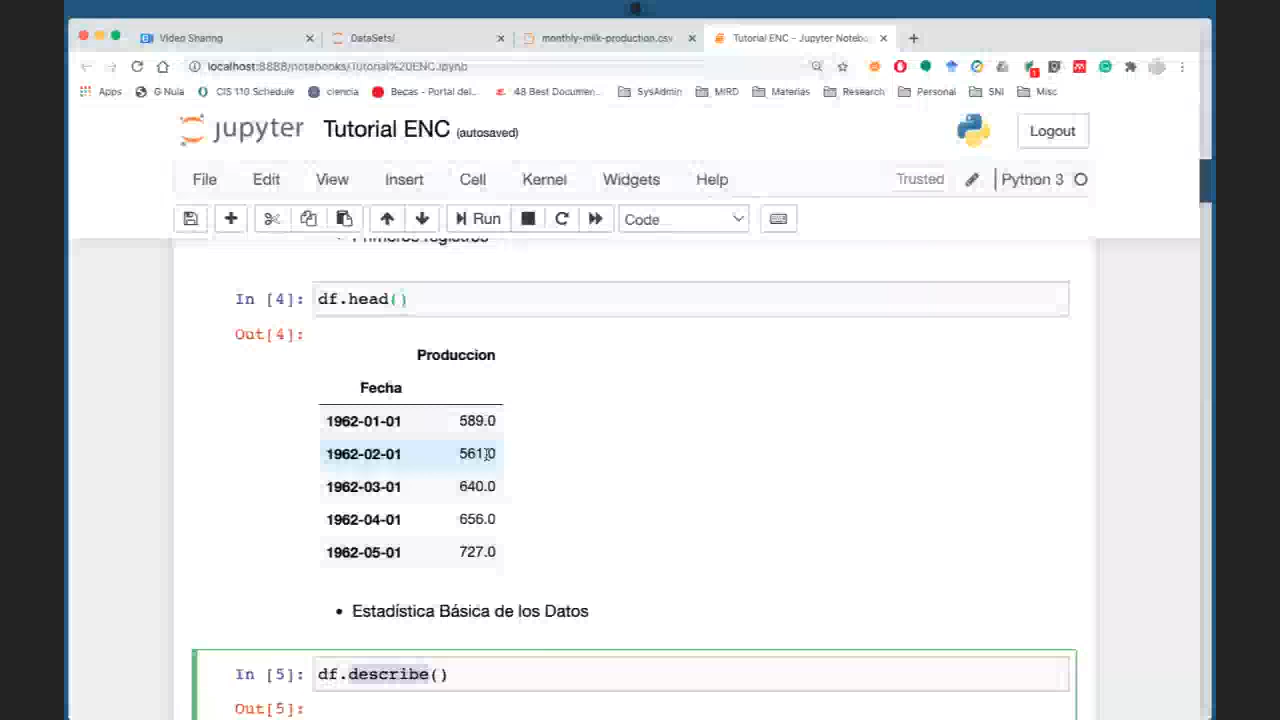 Video Sharing
DataSets/
monthly-milk-production.csv
Tutorial ENC - Jupyter Notebo
localhost:8888/notebooks/Tutorial%20ENC.ipynb
Apps G Nula CIS 110 Schedule ciencia Becas - Portal del... 48 Best Documen... SysAdmin MIRD Materias Research Personal SNI Misc
jupyter Tutorial ENC (autosaved)
Logout
File Edit View Insert Cell Kernel Widgets Help
Trusted Python 3
Run Code
Primeros registros
In [4]: df.head()
Out[4]:
Produccion
Fecha
1962-01-01 589.0
1962-02-01 561.0
1962-03-01 640.0
1962-04-01 656.0
1962-05-01 727.0
• Estadística Básica de los Datos
In [5]: df.describe()
Out[5]: